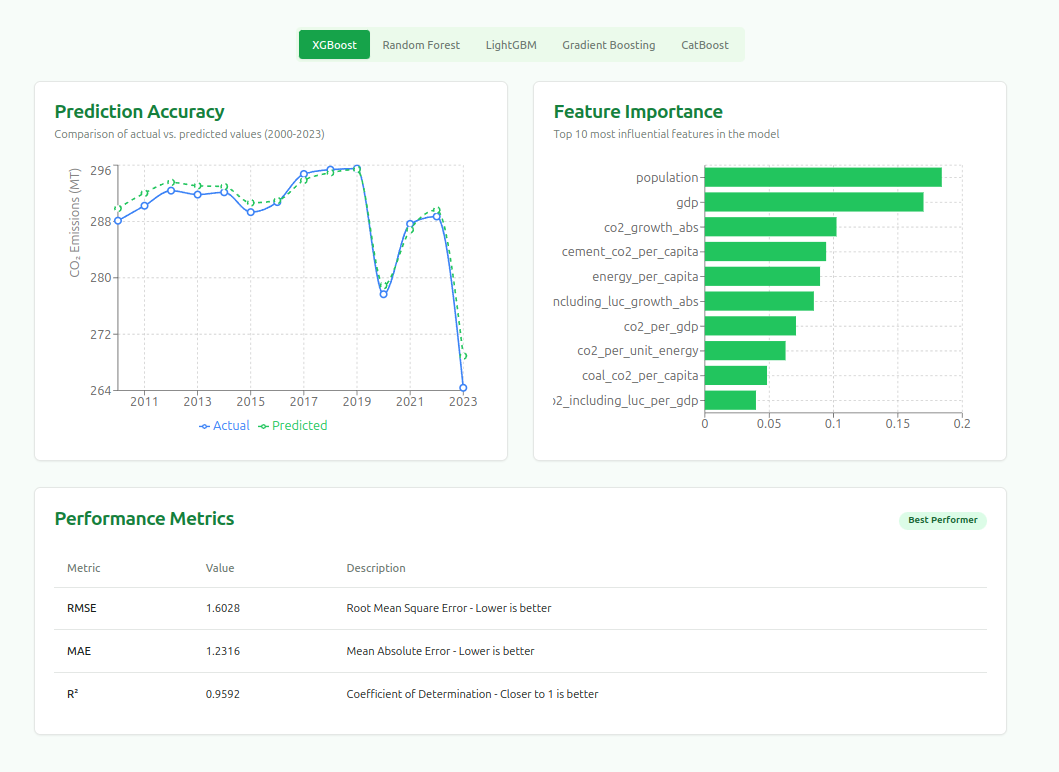 XGBoost Random Forest LightGBM Gradient Boosting CatBoost
Prediction Accuracy
Comparison of actual vs. predicted values (2000-2023)
CO₂ Emissions (MT)
296
288
280
272
264
2011 2013 2015 2017 2019 2021 2023
Actual Predicted
Feature Importance
Top 10 most influential features in the model
population
gdp
co2_growth_abs
cement_co2_per_capita
energy_per_capita
ncluding_luc_growth_abs
co2_per_gdp
co2_per_unit_energy
coal_co2_per_capita
o2_including_luc_per_gdp
0 0.05 0.1 0.15 0.2
Performance Metrics
Best Performer
Metric Value Description
RMSE 1.6028 Root Mean Square Error - Lower is better
MAE 1.2316 Mean Absolute Error - Lower is better
R² 0.9592 Coefficient of Determination - Closer to 1 is better